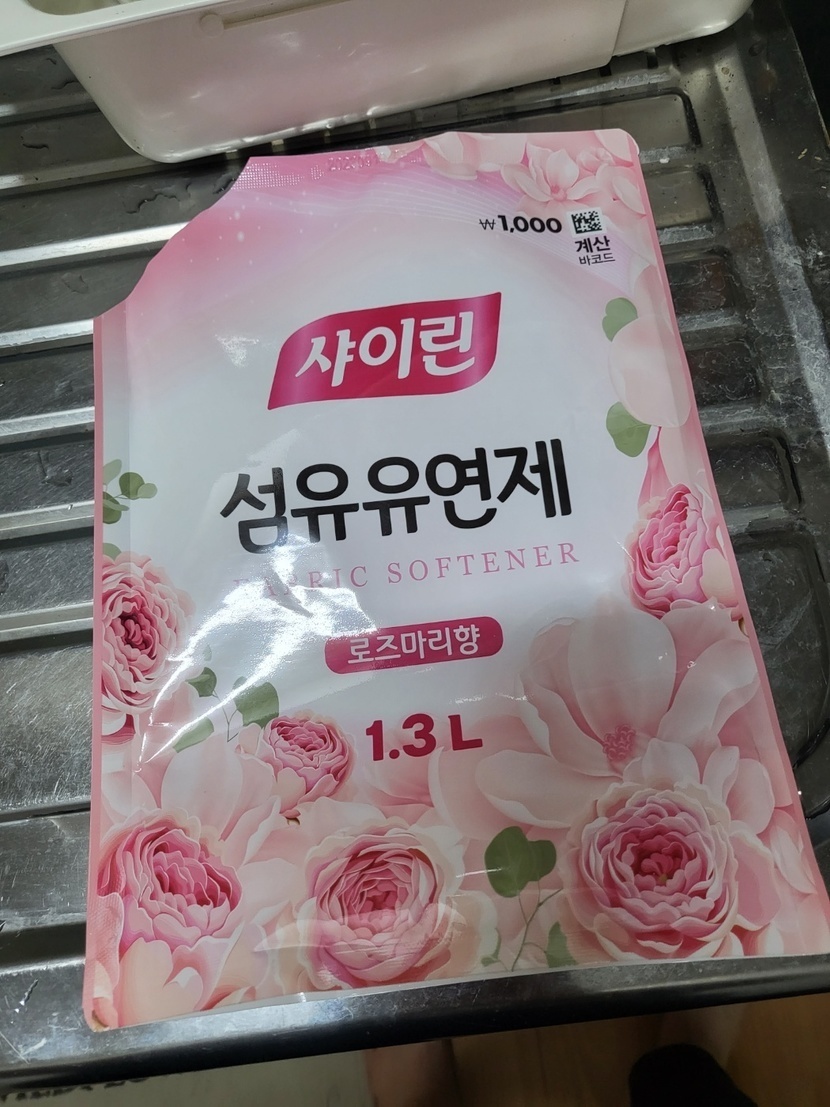 ₩1,000
계산
바코드
샤이린
섬유유연제
FABRIC SOFTENER
로즈마리향
1.3 L